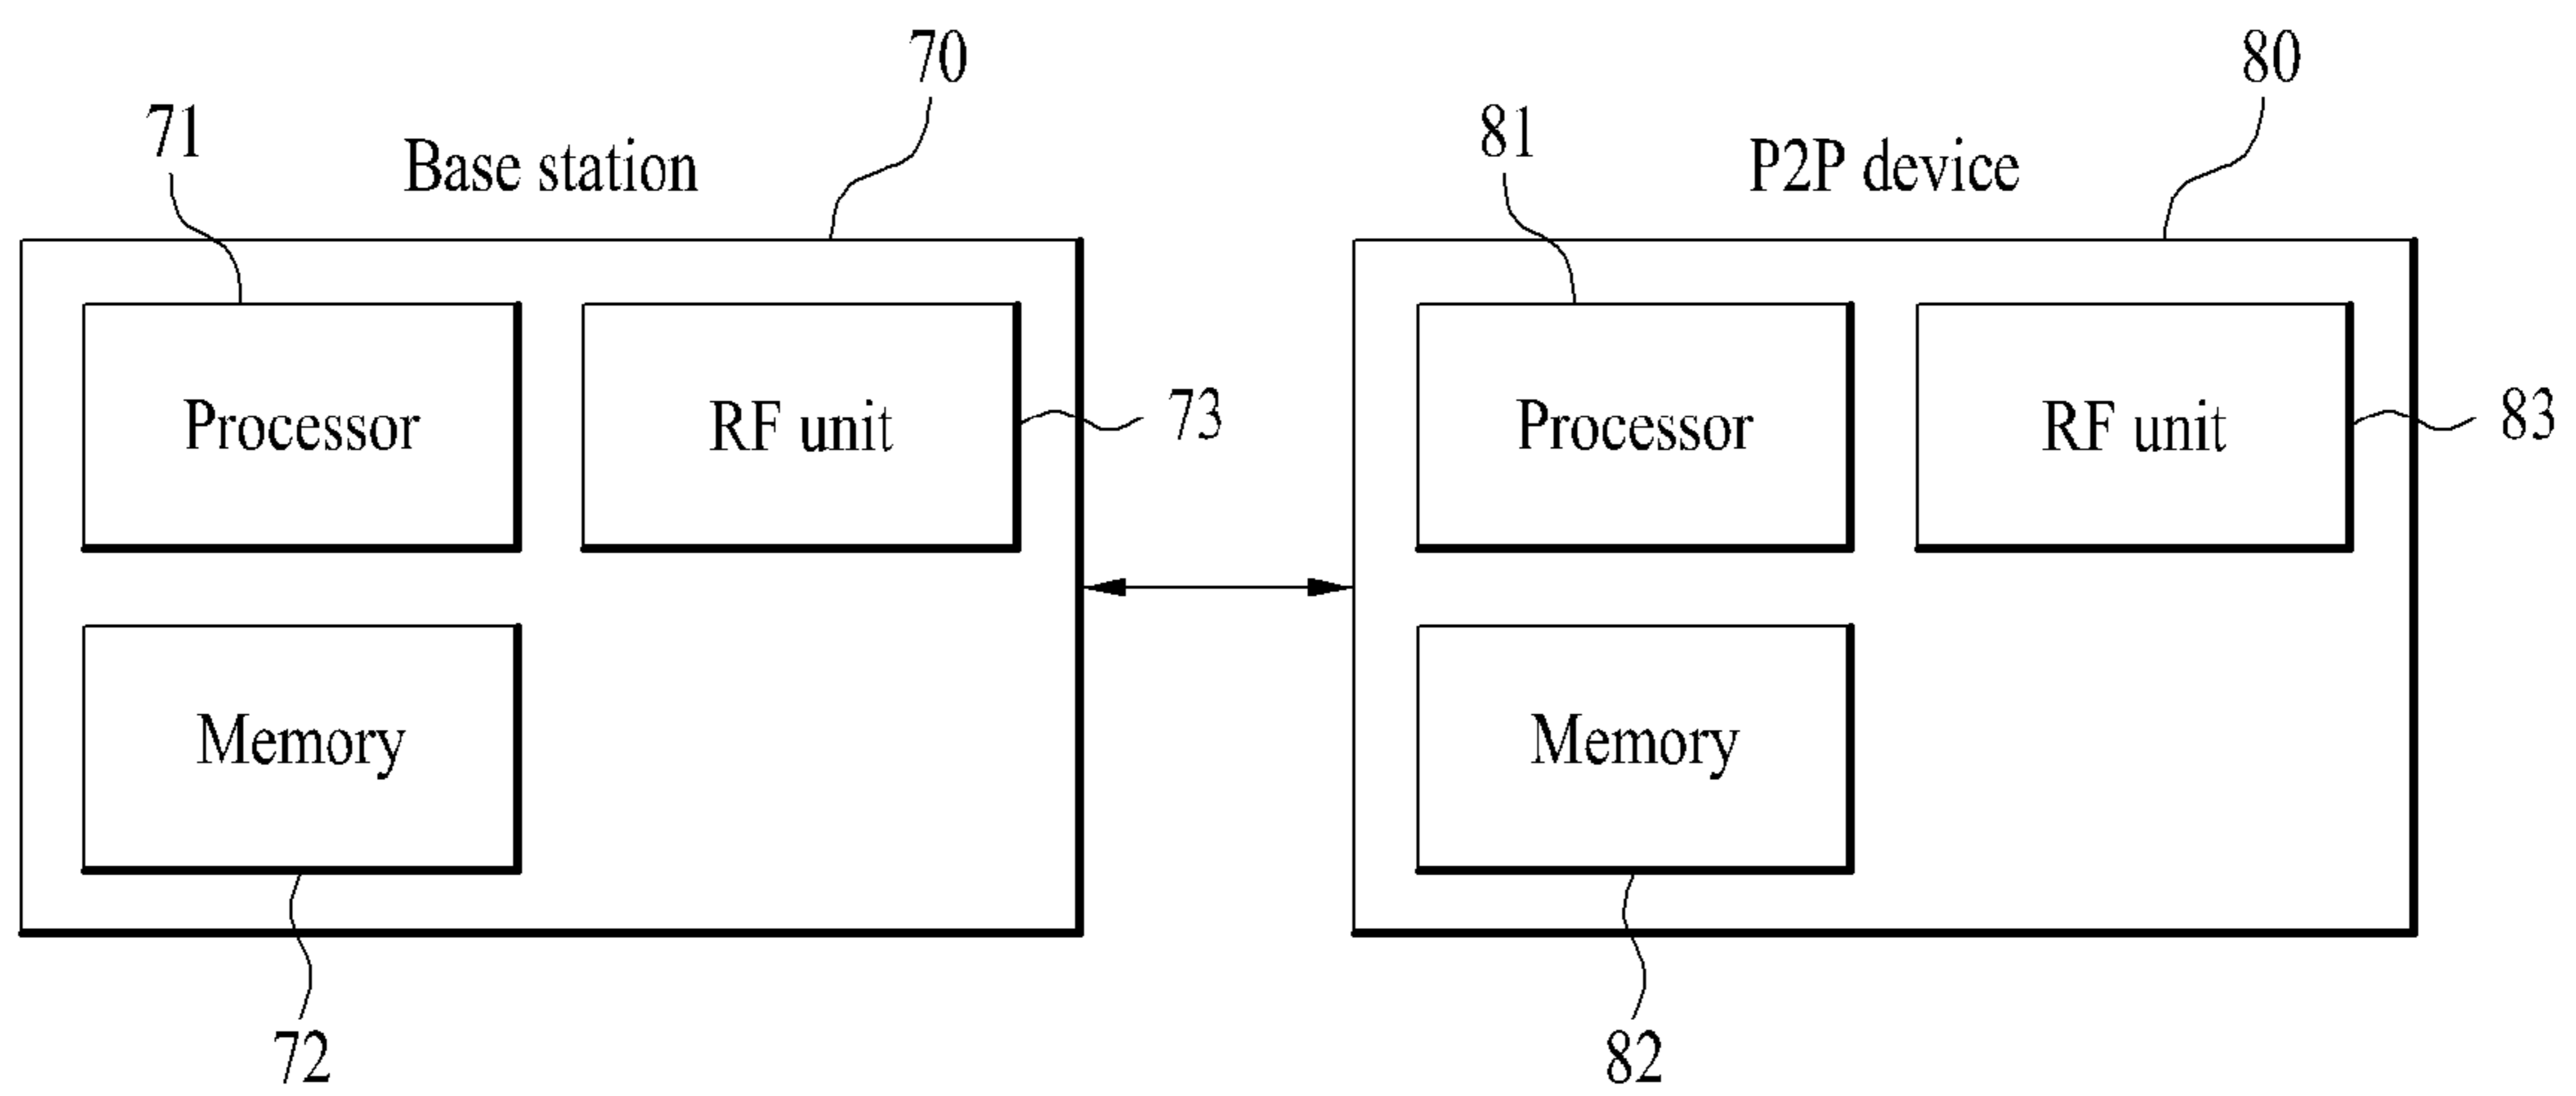 70
80
71
81
Base station
P2P device
Processor
RF unit
73
Processor
RF unit
83
Memory
Memory
72
82